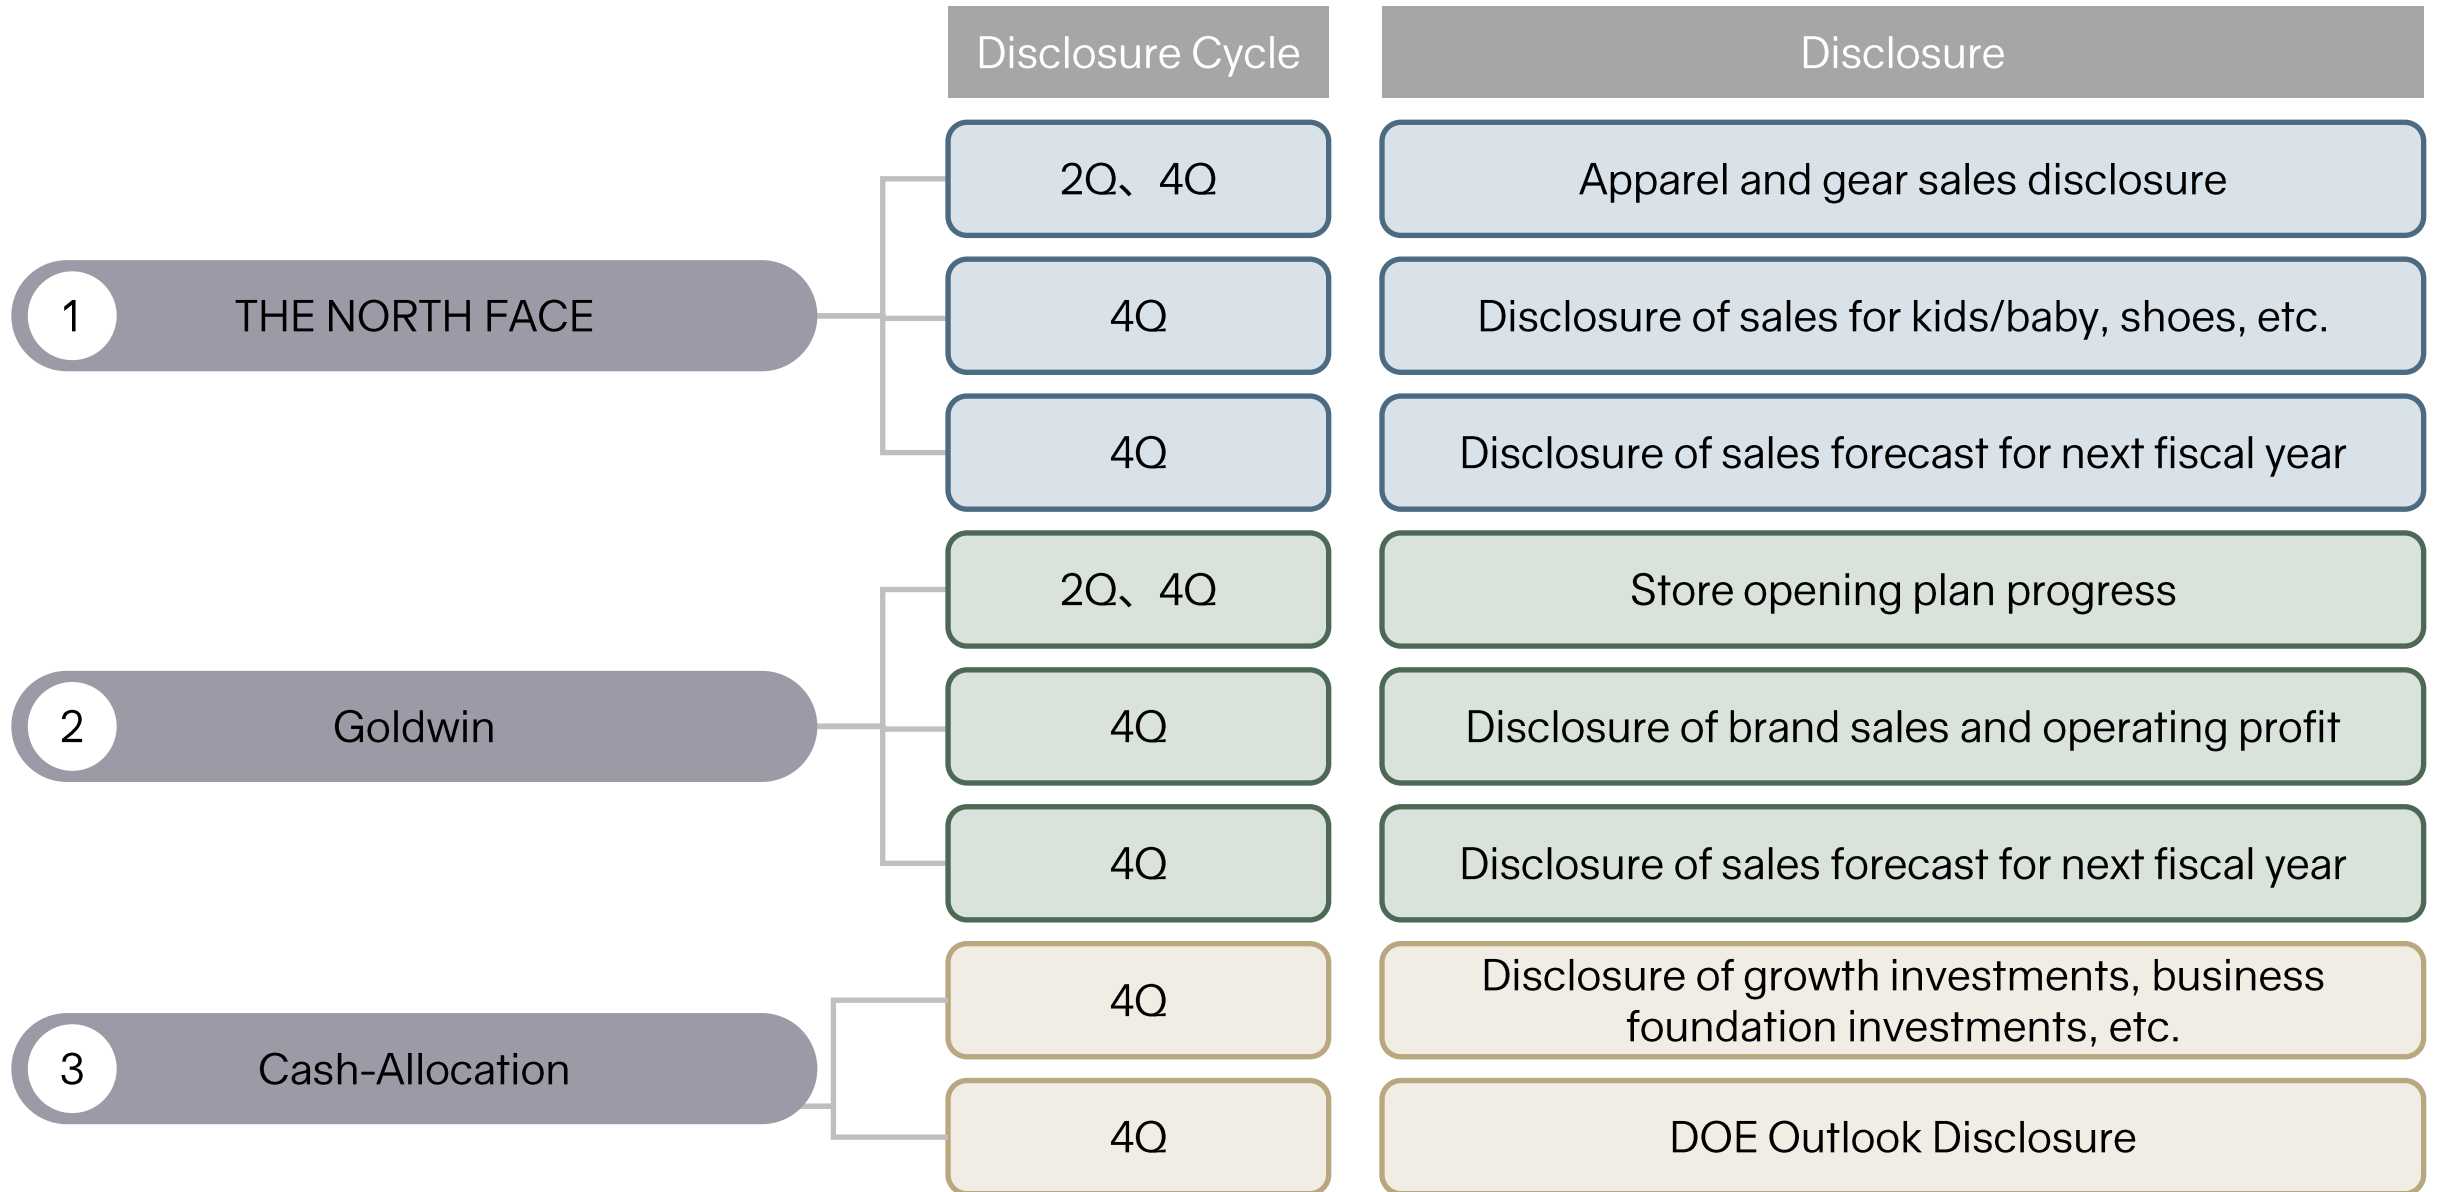 Disclosure Cycle
Disclosure
1
THE NORTH FACE
2Q、4Q
Apparel and gear sales disclosure
4Q
Disclosure of sales for kids/baby, shoes, etc.
4Q
Disclosure of sales forecast for next fiscal year
2
Goldwin
2Q、4Q
Store opening plan progress
4Q
Disclosure of brand sales and operating profit
4Q
Disclosure of sales forecast for next fiscal year
3
Cash-Allocation
4Q
Disclosure of growth investments, business
foundation investments, etc.
4Q
DOE Outlook Disclosure